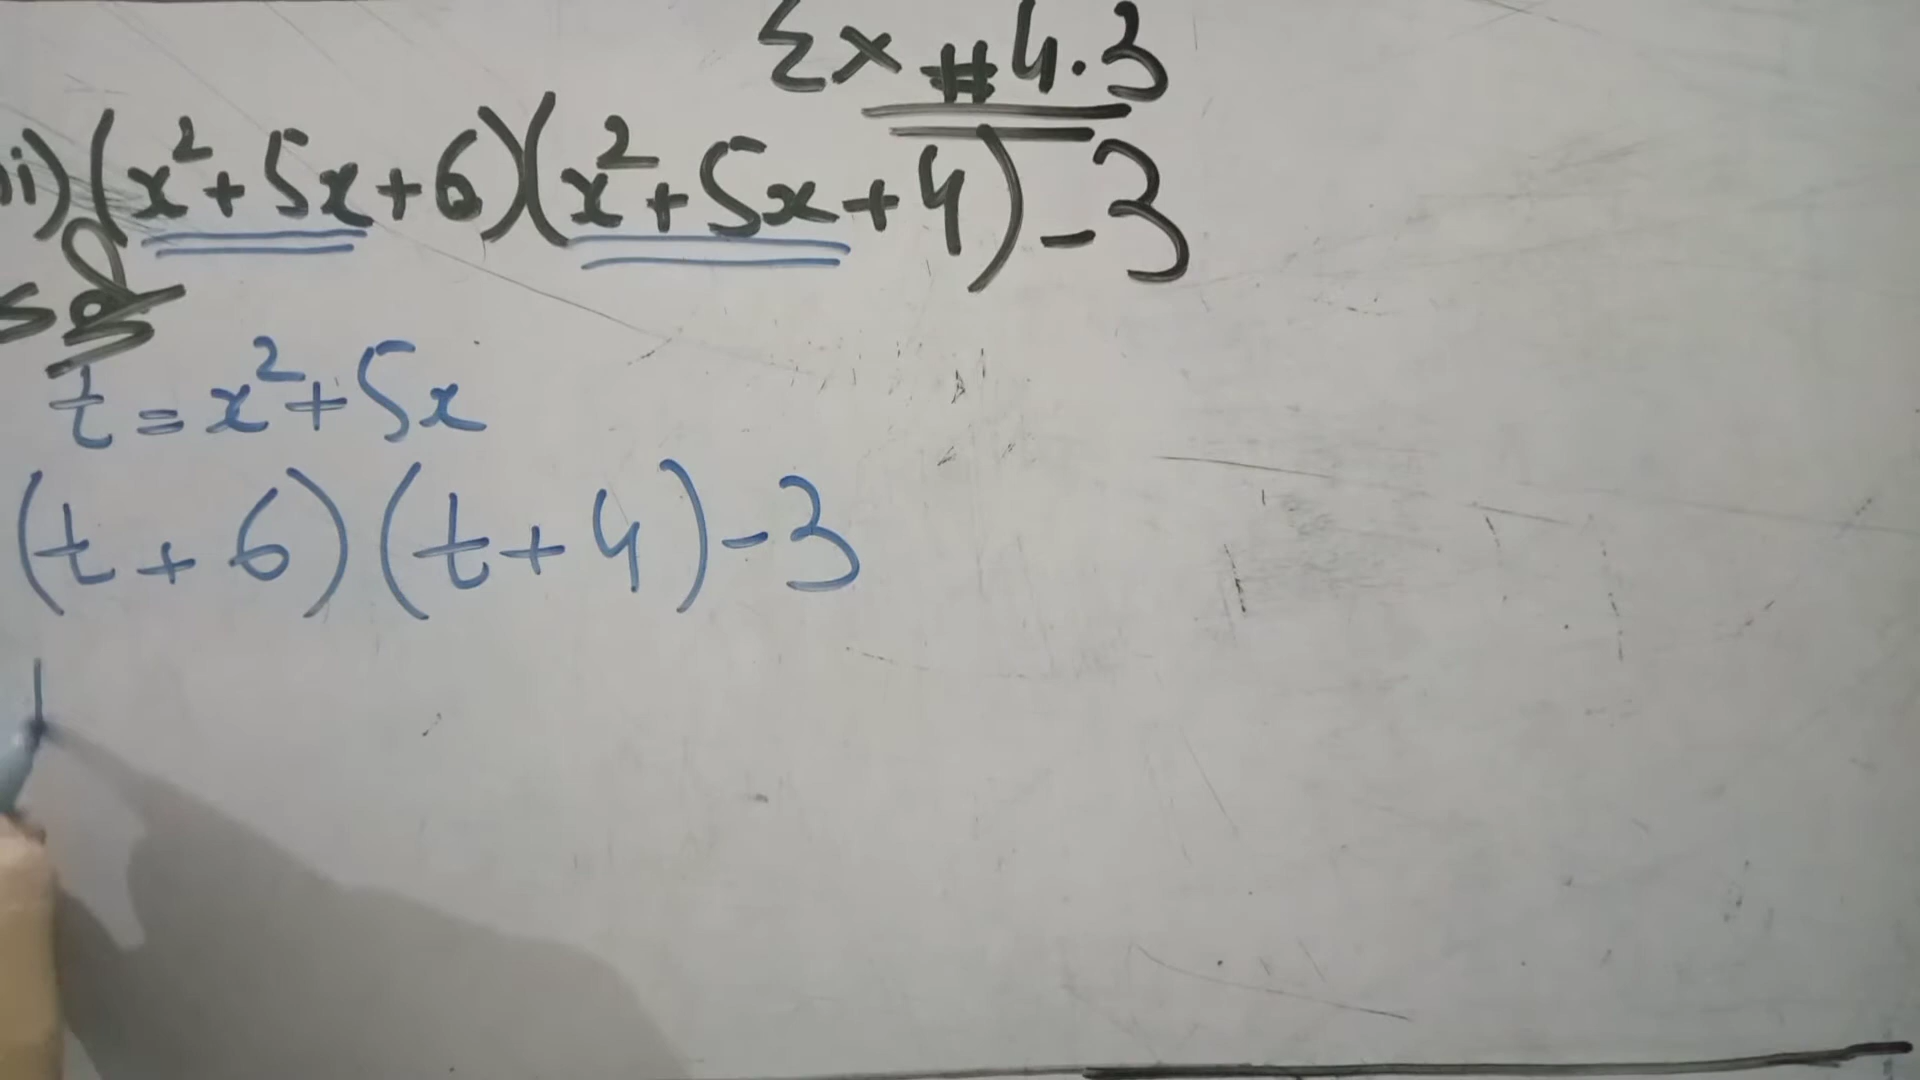 Ex # 4.3
ii) (x²+5x+6)(x²+5x+4)-3
sol
t = x²+5x
(t+6)(t+4)-3